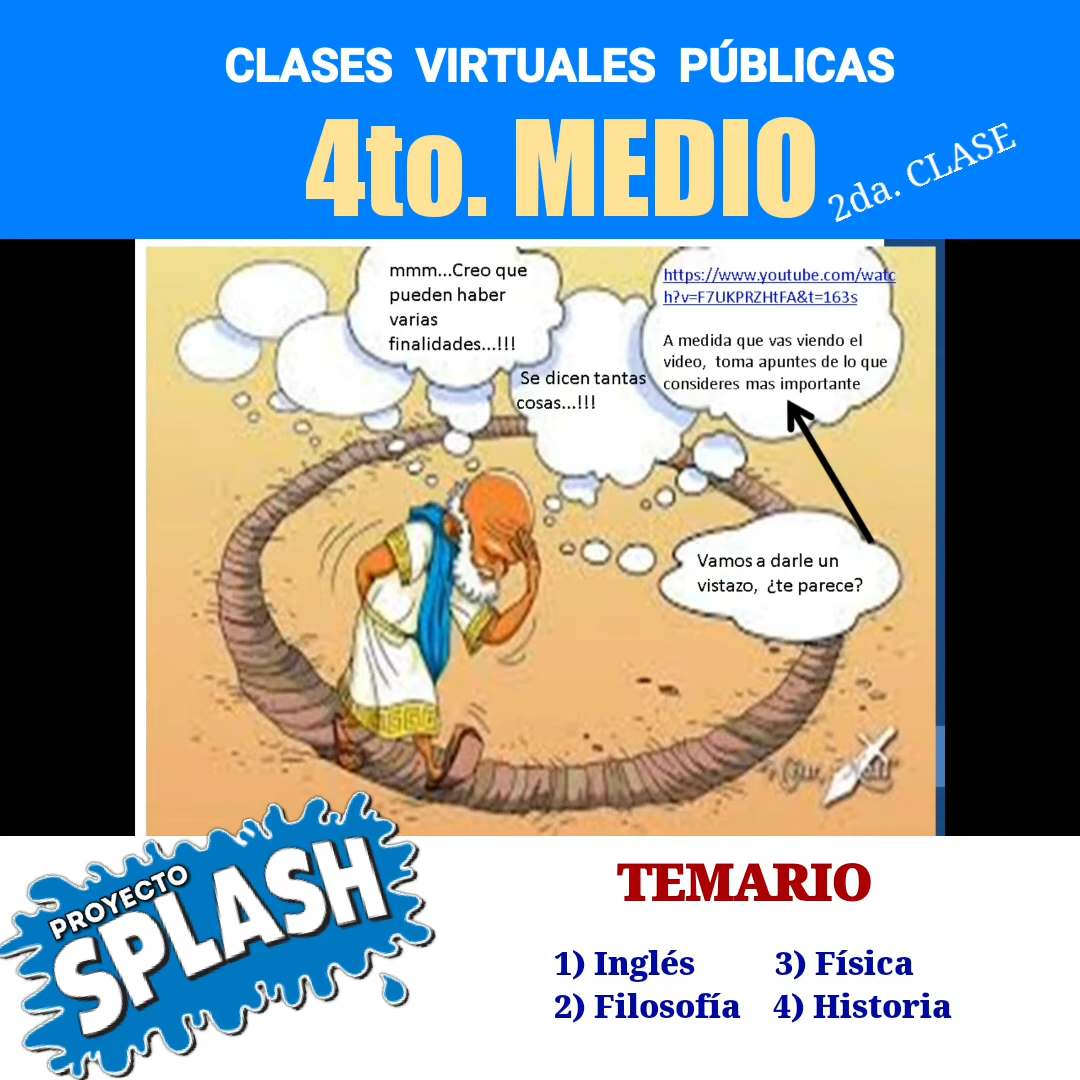 CLASES VIRTUALES PÚBLICAS
4to. MEDIO
2da. CLASE
mmm...Creo que
pueden haber
varias
finalidades...!!!
Se dicen tantas
cosas...!!!
https://www.youtube.com/watc
h?v=F7UKPRZHtFA&t=163s
A medida que vas viendo el
video, toma apuntes de lo que
consideres mas importante
Vamos a darle un
vistazo, ¿te parece?
PROYECTO
SPLASH
TEMARIO
1) Inglés
2) Filosofía
3) Física
4) Historia